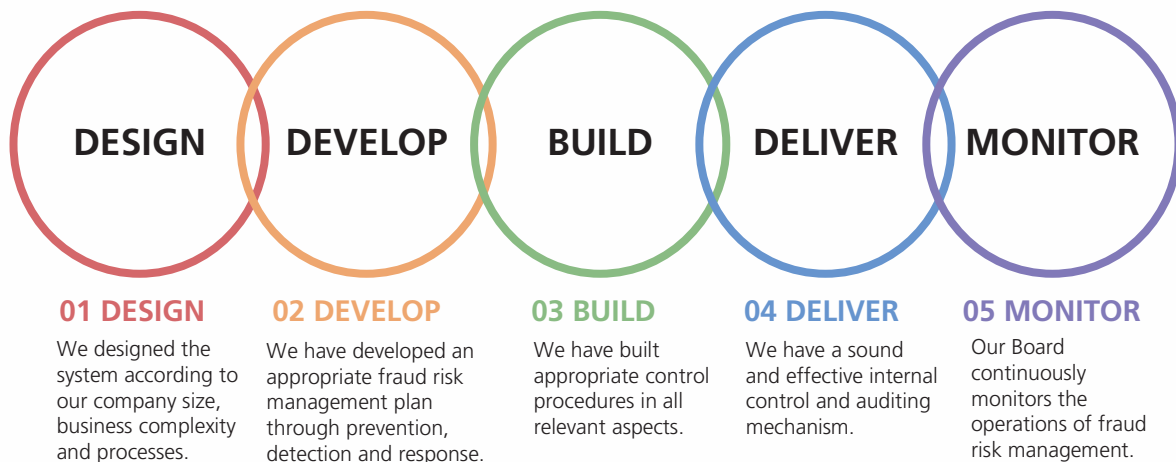 DESIGN
DEVELOP
BUILD
DELIVER
MONITOR
01 DESIGN
We designed the
system according to
our company size,
business complexity
and processes.
02 DEVELOP
We have developed an
appropriate fraud risk
management plan
through prevention,
detection and response.
03 BUILD
We have built
appropriate control
procedures in all
relevant aspects.
04 DELIVER
We have a sound
and effective internal
control and auditing
mechanism.
05 MONITOR
Our Board
continuously
monitors the
operations of fraud
risk management.